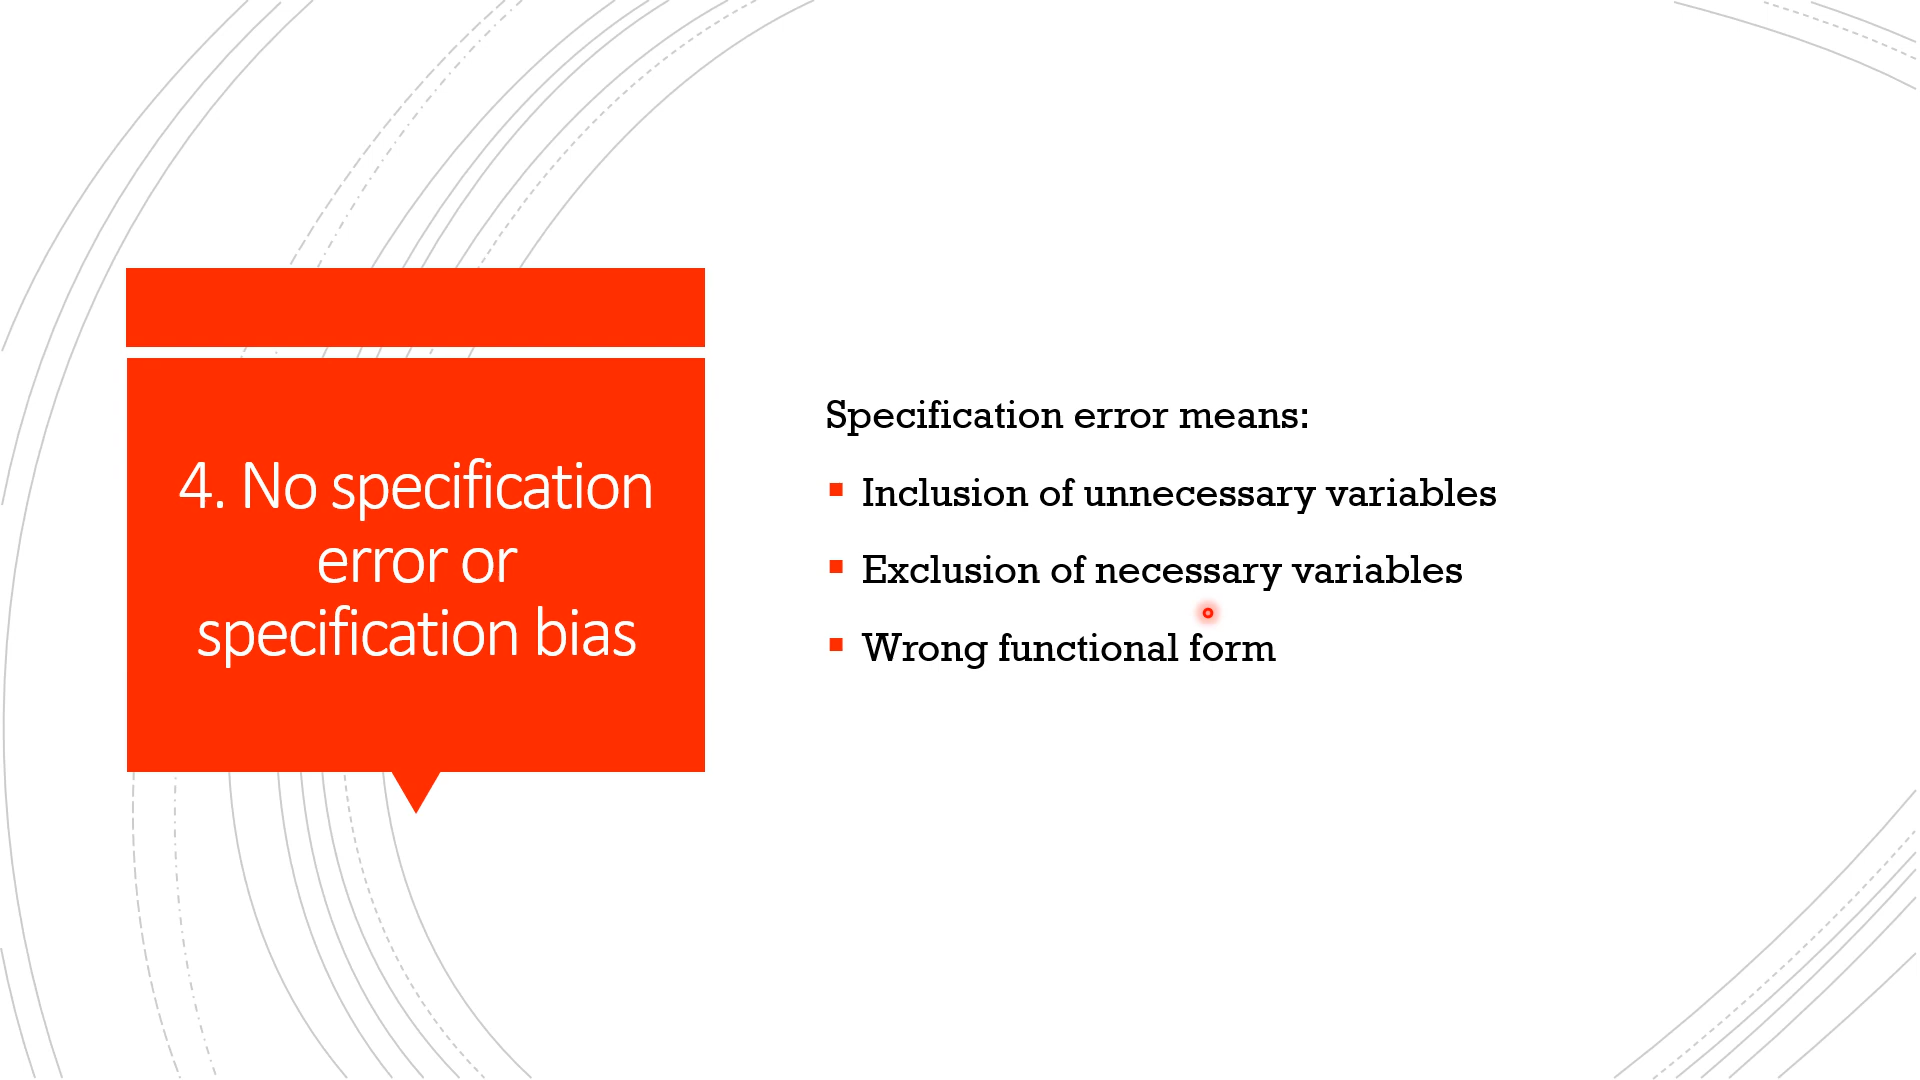 4. No specification
error or
specification bias
Specification error means:
Inclusion of unnecessary variables
Exclusion of necessary variables
Wrong functional form